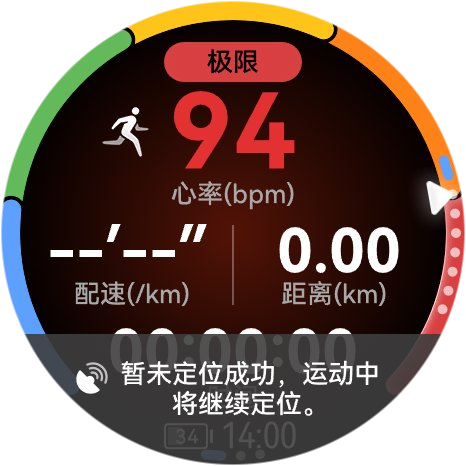 极限
94
心率(bpm)
--'--"
0.00
配速(/km)
距离(km)
00:00:00
暂未定位成功，运动中
将继续定位。
34
14:00